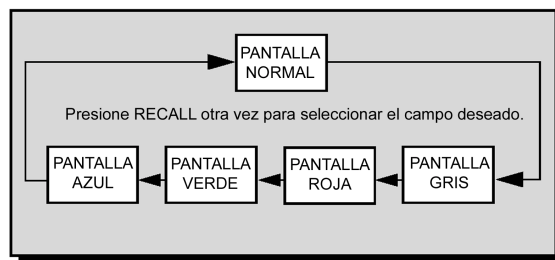 PANTALLA
NORMAL
Presione RECALL otra vez para seleccionar el campo deseado.
PANTALLA
AZUL
PANTALLA
VERDE
PANTALLA
ROJA
PANTALLA
GRIS